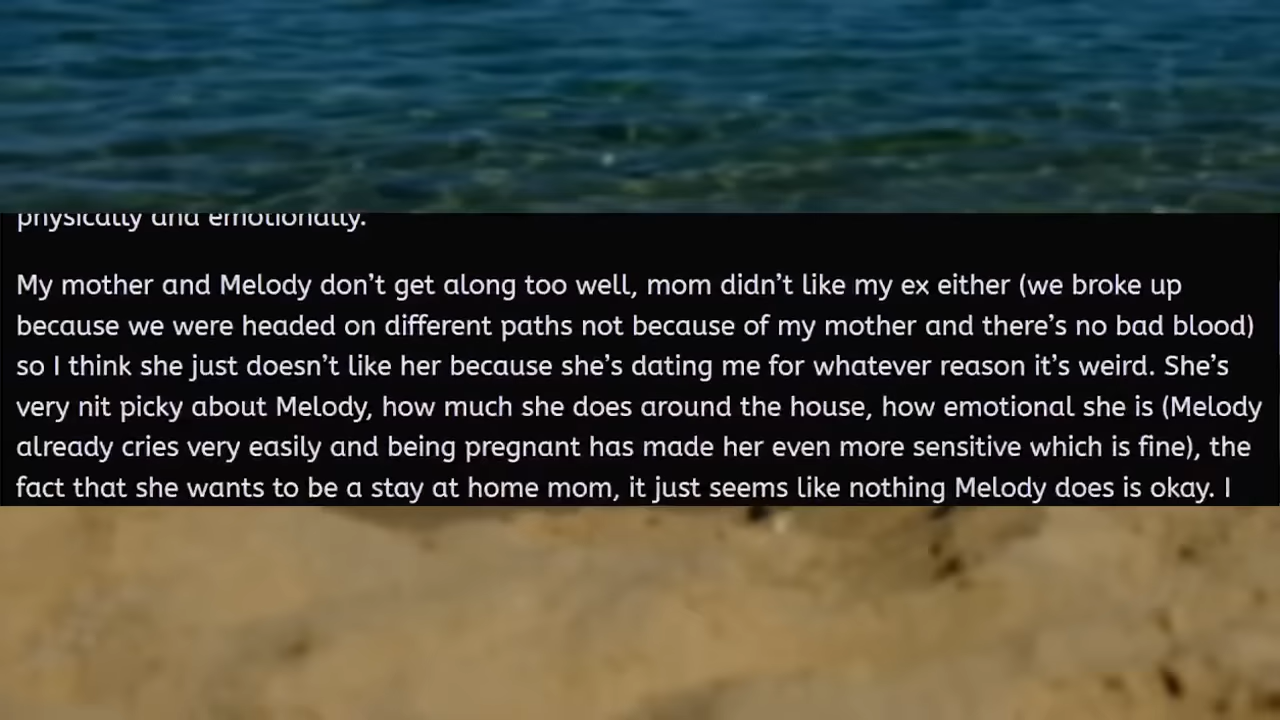 physically and emotionally.
My mother and Melody don’t get along too well, mom didn’t like my ex either (we broke up
because we were headed on different paths not because of my mother and there’s no bad blood)
so I think she just doesn’t like her because she’s dating me for whatever reason it’s weird. She’s
very nit picky about Melody, how much she does around the house, how emotional she is (Melody
already cries very easily and being pregnant has made her even more sensitive which is fine), the
fact that she wants to be a stay at home mom, it just seems like nothing Melody does is okay. I